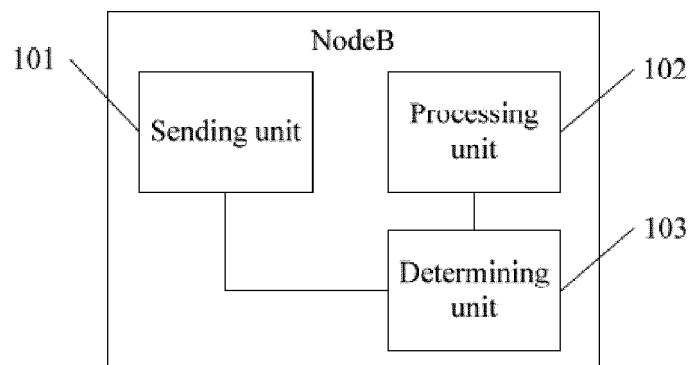 NodeB
101
102
Sending unit
Processing
unit
103
Determining
unit